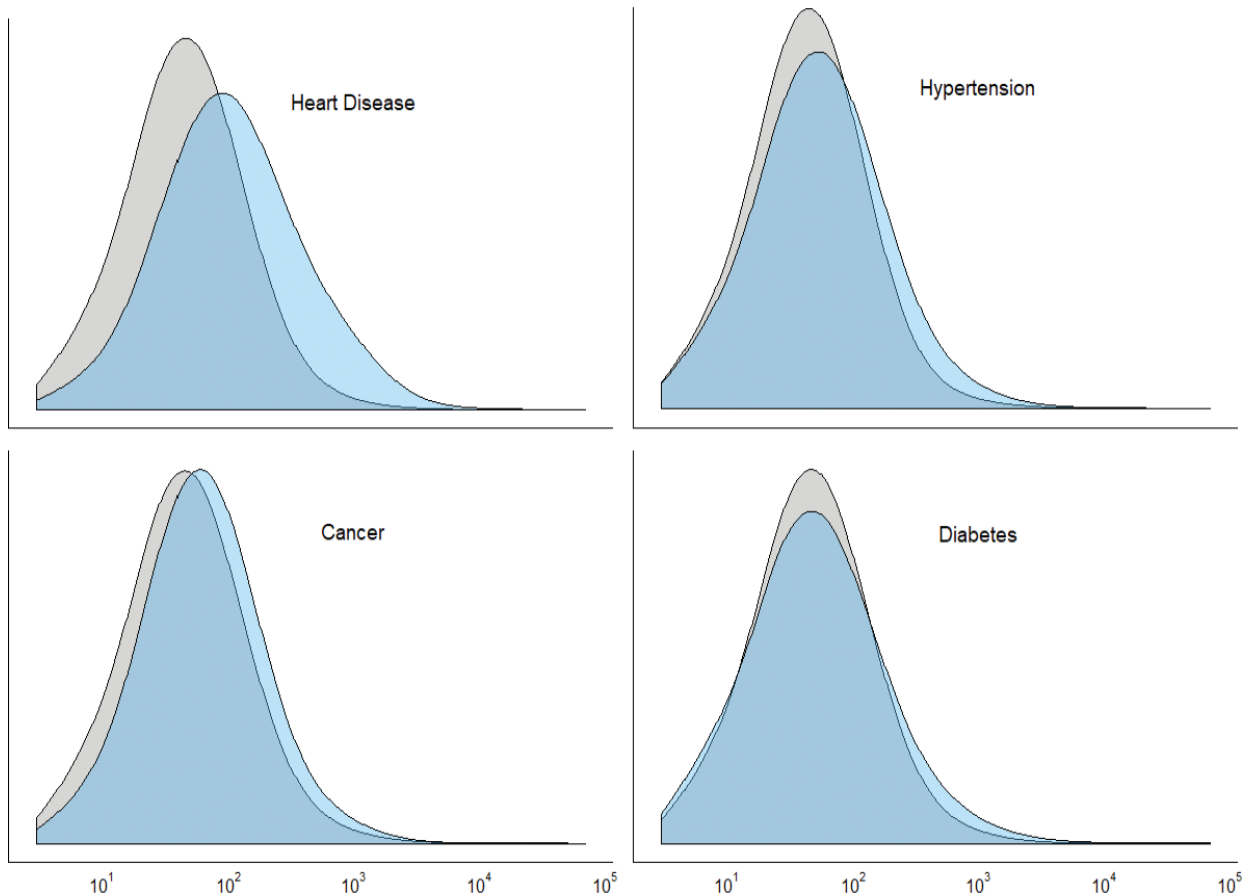 Heart Disease
Hypertension
Cancer
Diabetes
10¹ 10² 10³ 10⁴ 10⁵
10¹ 10² 10³ 10⁴ 10⁵